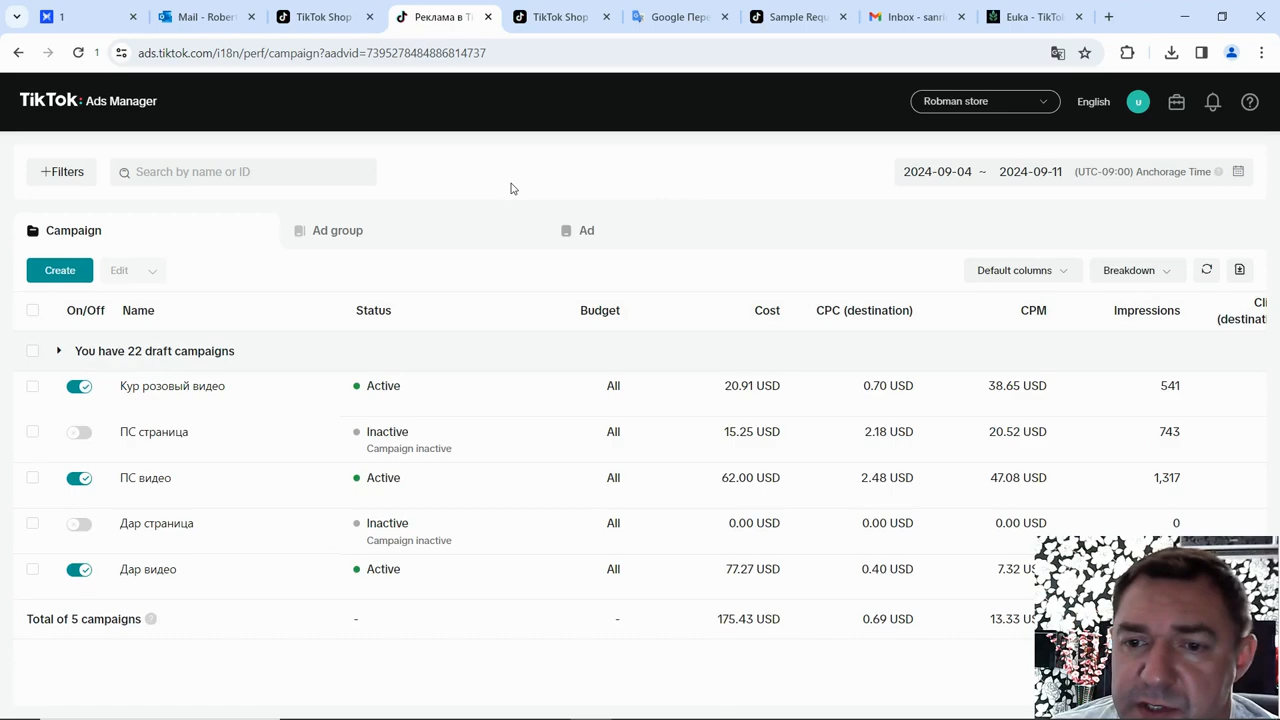 1
Mail - Rober
TikTok Shop
Реклама в Ti
TikTok Shop
Google Пере
Sample Requ
Inbox - sanri
Euka - TikTo
1
ads.tiktok.com/i18n/perf/campaign?aadvid=7395278484886814737
TikTok: Ads Manager
Robman store
English
U
+Filters
Search by name or ID
2024-09-04 ~ 2024-09-11 (UTC-09:00) Anchorage Time
Campaign
Ad group
Ad
Create
Edit
Default columns
Breakdown
On/Off Name Status Budget Cost CPC (destination) CPM Impressions Cli
(destinati
You have 22 draft campaigns
Кур розовый видео Active All 20.91 USD 0.70 USD 38.65 USD 541
ПС страница Inactive All 15.25 USD 2.18 USD 20.52 USD 743
Campaign inactive
ПС видео Active All 62.00 USD 2.48 USD 47.08 USD 1,317
Дар страница Inactive All 0.00 USD 0.00 USD 0.00 USD 0
Campaign inactive
Дар видео Active All 77.27 USD 0.40 USD 7.32 US
Total of 5 campaigns - - 175.43 USD 0.69 USD 13.33